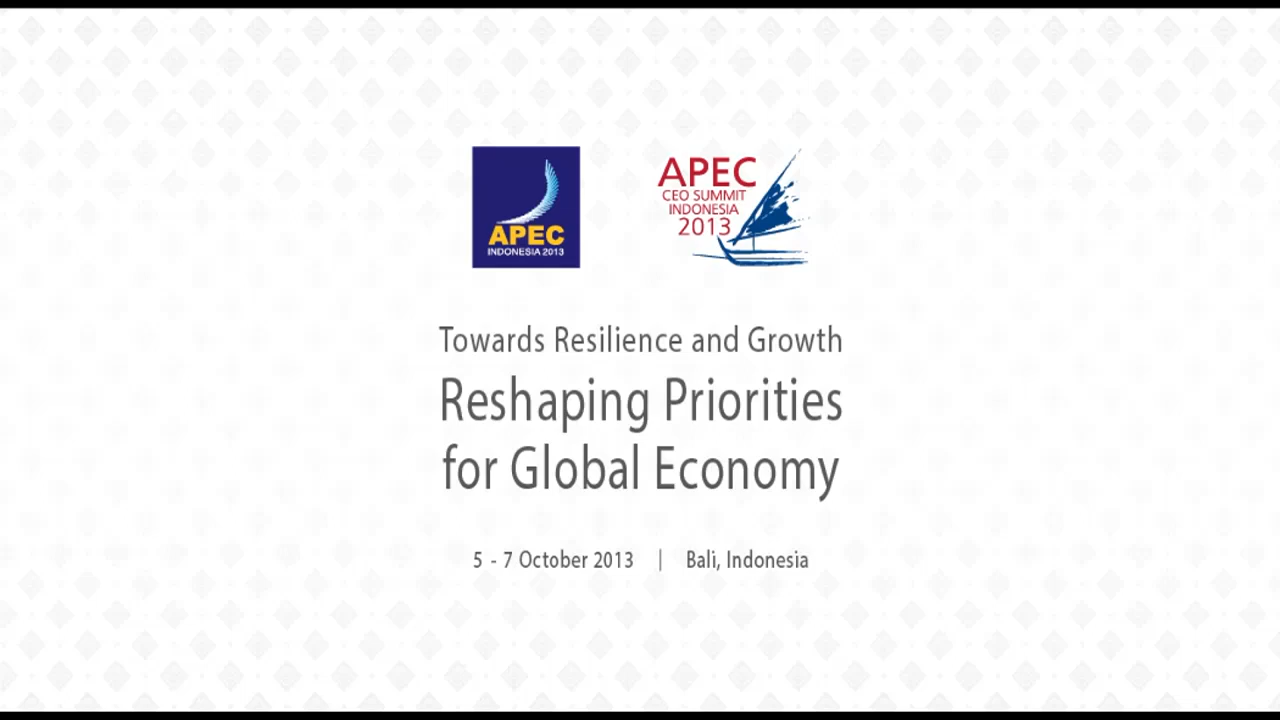 APEC
INDONESIA 2013
APEC
CEO SUMMIT
INDONESIA
2013
Towards Resilience and Growth
Reshaping Priorities
for Global Economy
5 - 7 October 2013 | Bali, Indonesia